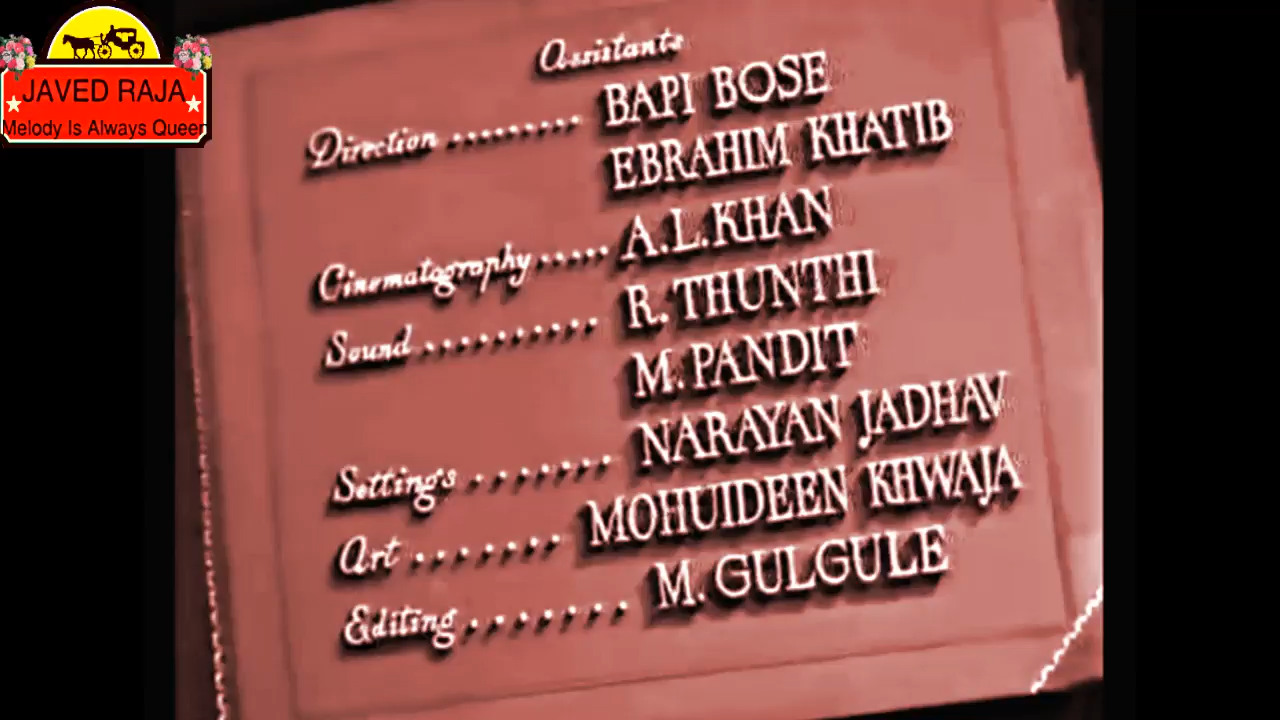 JAVED RAJA
Melody Is Always Queen
Assistants
Direction ......... BAPI BOSE
EBRAHIM KHATIB
Cinematography ..... A.L.KHAN
Sound .......... R. THUNTHI
M. PANDIT
Settings ....... NARAYAN JADHAV
Art ....... MOHUIDEEN KHWAJA
Editing ....... M. GULGULE